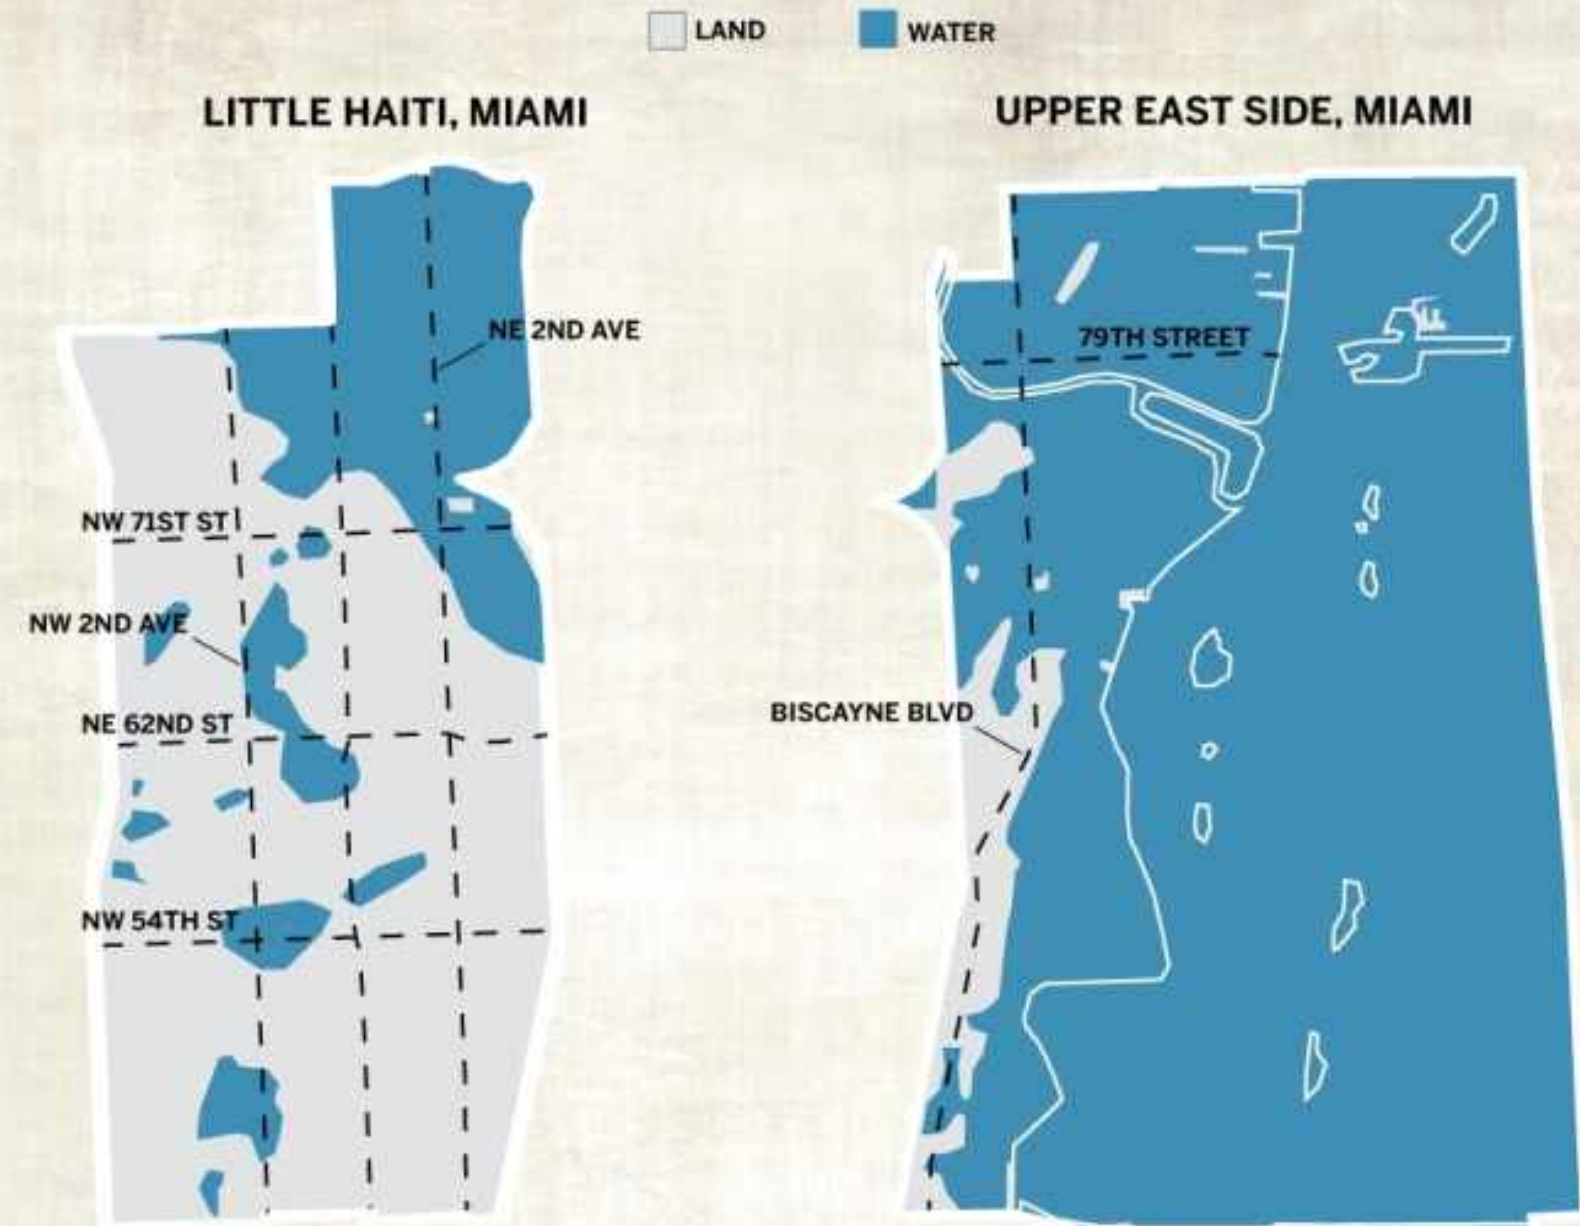 LAND
WATER
LITTLE HAITI, MIAMI
UPPER EAST SIDE, MIAMI
NE 2ND AVE
79TH STREET
NW 71ST ST
NW 2ND AVE
NE 62ND ST
BISCAYNE BLVD
NW 54TH ST